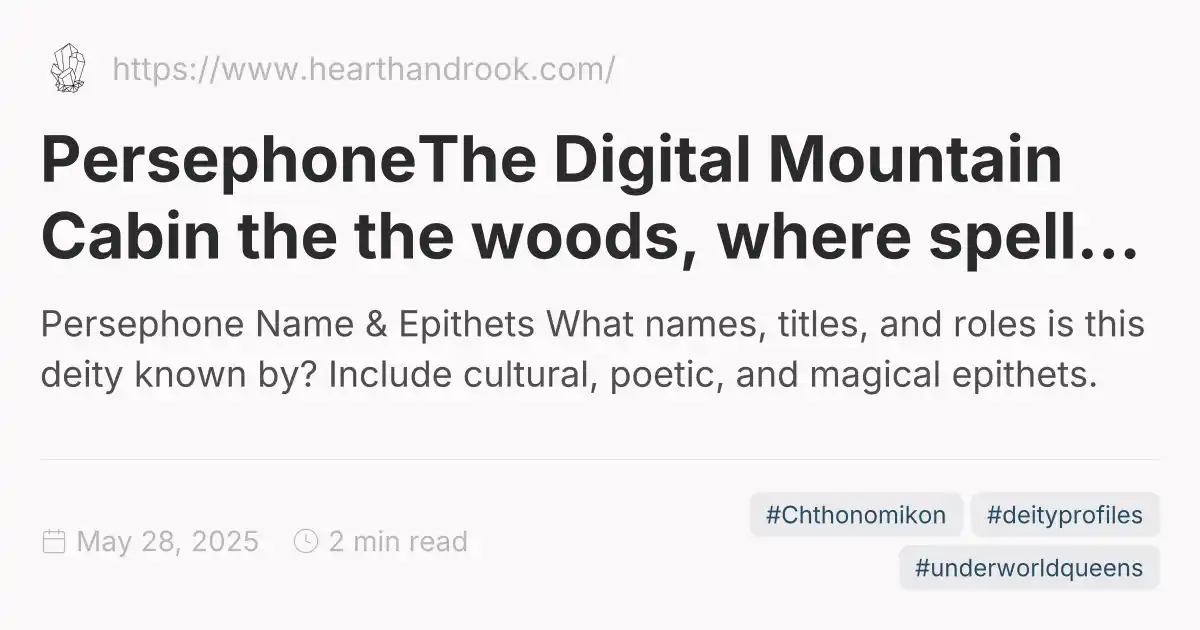 https://www.hearthandrook.com/
PersephoneThe Digital Mountain
Cabin the the woods, where spell...
Persephone Name & Epithets What names, titles, and roles is this
deity known by? Include cultural, poetic, and magical epithets.
May 28, 2025 2 min read
#Chthonomikon #deityprofiles
#underworldqueens